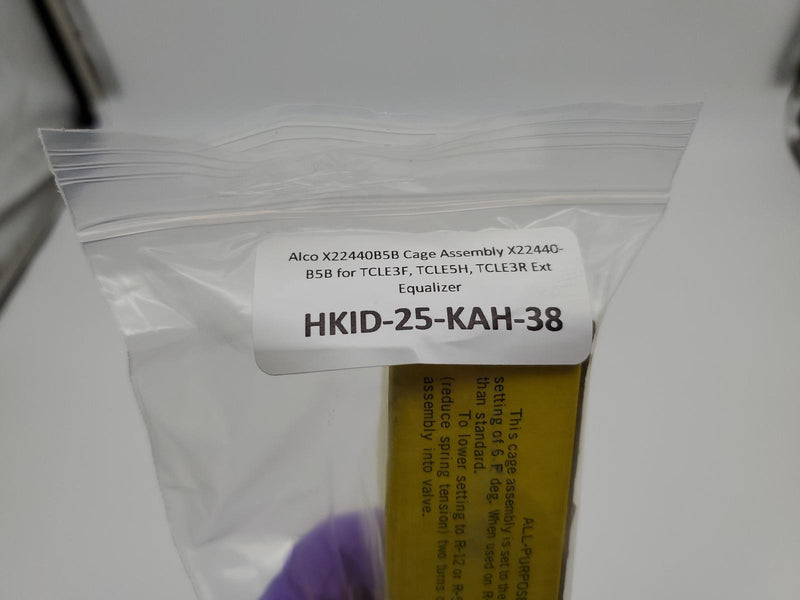 Alco X22440B5B Cage Assembly X22440-
B5B for TCLE3F, TCLE5H, TCLE3R Ext
Equalizer
HKID-25-KAH-38
ALL-PURPOSE
This cage assembly is set to the
setting of 6 F deg. When used on R-
than standard.
To lower setting to R-12 or R-5
(reduce spring tension) two turns
assembly into valve.